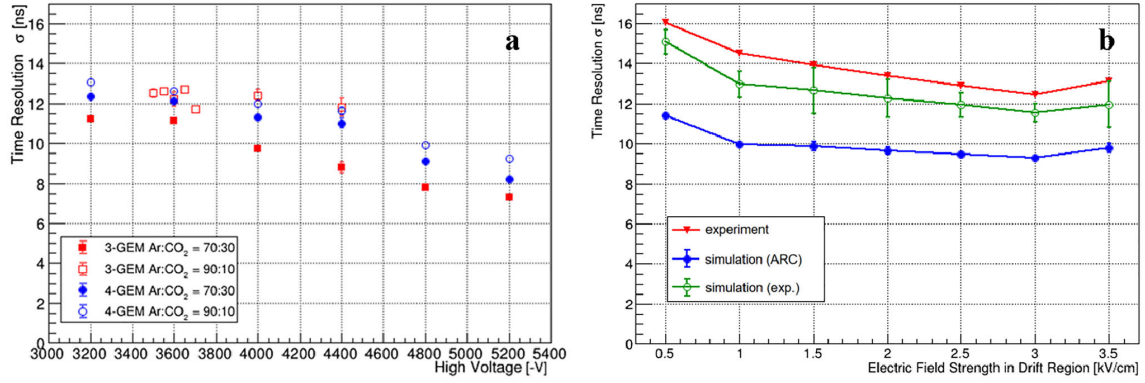 Time Resolution σ [ns]
16
14
12
10
8
6
4
2
0
a
3-GEM Ar:CO₂ = 70:30
3-GEM Ar:CO₂ = 90:10
4-GEM Ar:CO₂ = 70:30
4-GEM Ar:CO₂ = 90:10
3000 3200 3400 3600 3800 4000 4200 4400 4600 4800 5000 5200 5400
High Voltage [-V]
Time Resolution σ [ns]
16
14
12
10
8
6
4
2
0
b
experiment
simulation (ARC)
simulation (exp.)
0.5 1 1.5 2 2.5 3 3.5
Electric Field Strength in Drift Region [kV/cm]